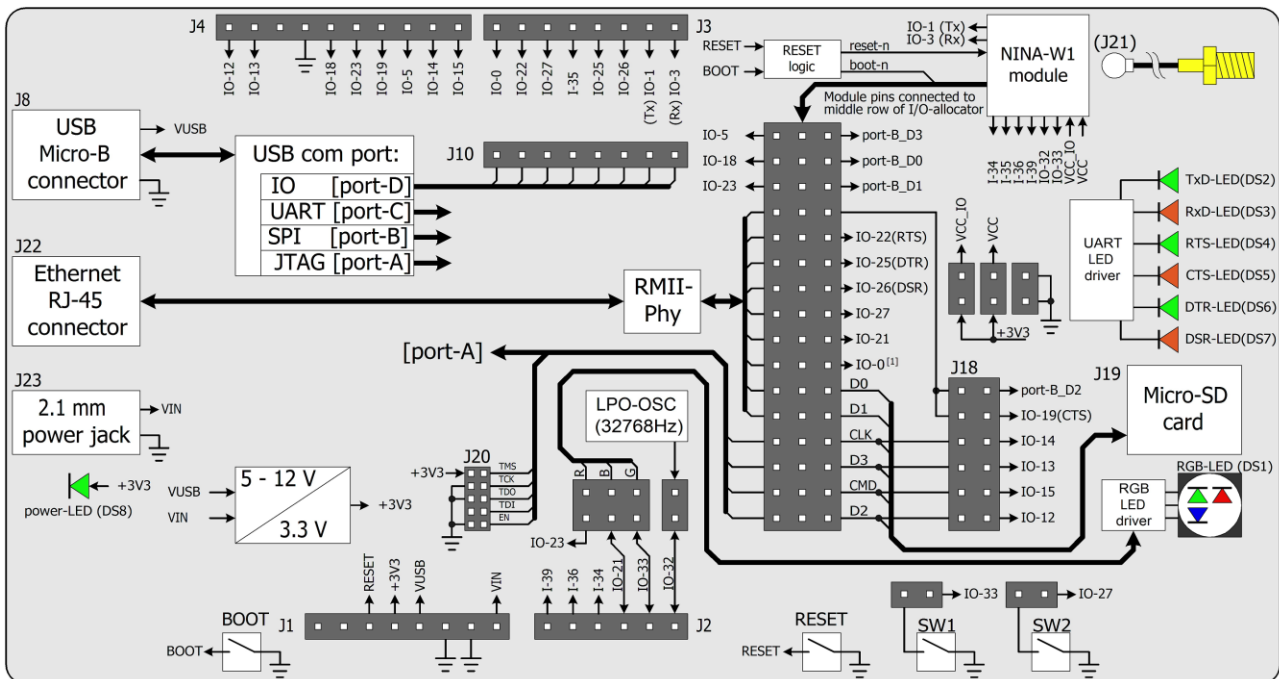 J4
J3
IO-12
IO-13
IO-18
IO-23
IO-19
IO-5
IO-14
IO-15
IO-0
IO-22
IO-27
I-35
IO-25
IO-26
(Tx) IO-1
(Rx) IO-3
RESET
BOOT
RESET
logic
reset-n
boot-n
IO-1 (Tx)
IO-3 (Rx)
NINA-W1
module
(J21)
Module pins connected to
middle row of I/O-allocator
I-34
I-35
I-36
I-39
IO-32
IO-33
VCC_IO
VCC
J8
USB
Micro-B
connector
VUSB
USB com port:
IO [port-D]
UART [port-C]
SPI [port-B]
JTAG [port-A]
J10
IO-5
IO-18
IO-23
port-B_D3
port-B_D0
port-B_D1
IO-22(RTS)
IO-25(DTR)
IO-26(DSR)
IO-27
IO-21
IO-0[1]
VCC_IO
VCC
+3V3
UART
LED
driver
TxD-LED(DS2)
RxD-LED(DS3)
RTS-LED(DS4)
CTS-LED(DS5)
DTR-LED(DS6)
DSR-LED(DS7)
J22
Ethernet
RJ-45
connector
RMII-
Phy
[port-A]
J23
2.1 mm
power jack
VIN
+3V3
power-LED (DS8)
VUSB
VIN
5 - 12 V
3.3 V
+3V3
J20
+3V3
TMS
TCK
TDO
TDI
EN
LPO-OSC
(32768Hz)
R
B
G
IO-23
IO-21
IO-33
IO-32
D0
D1
CLK
D3
CMD
D2
J18
port-B_D2
IO-19(CTS)
IO-14
IO-13
IO-15
IO-12
J19
Micro-SD
card
RGB-LED (DS1)
RGB
LED
driver
BOOT
BOOT
J1
RESET
+3V3
VUSB
VIN
I-39
I-36
I-34
J2
RESET
RESET
IO-33
SW1
IO-27
SW2